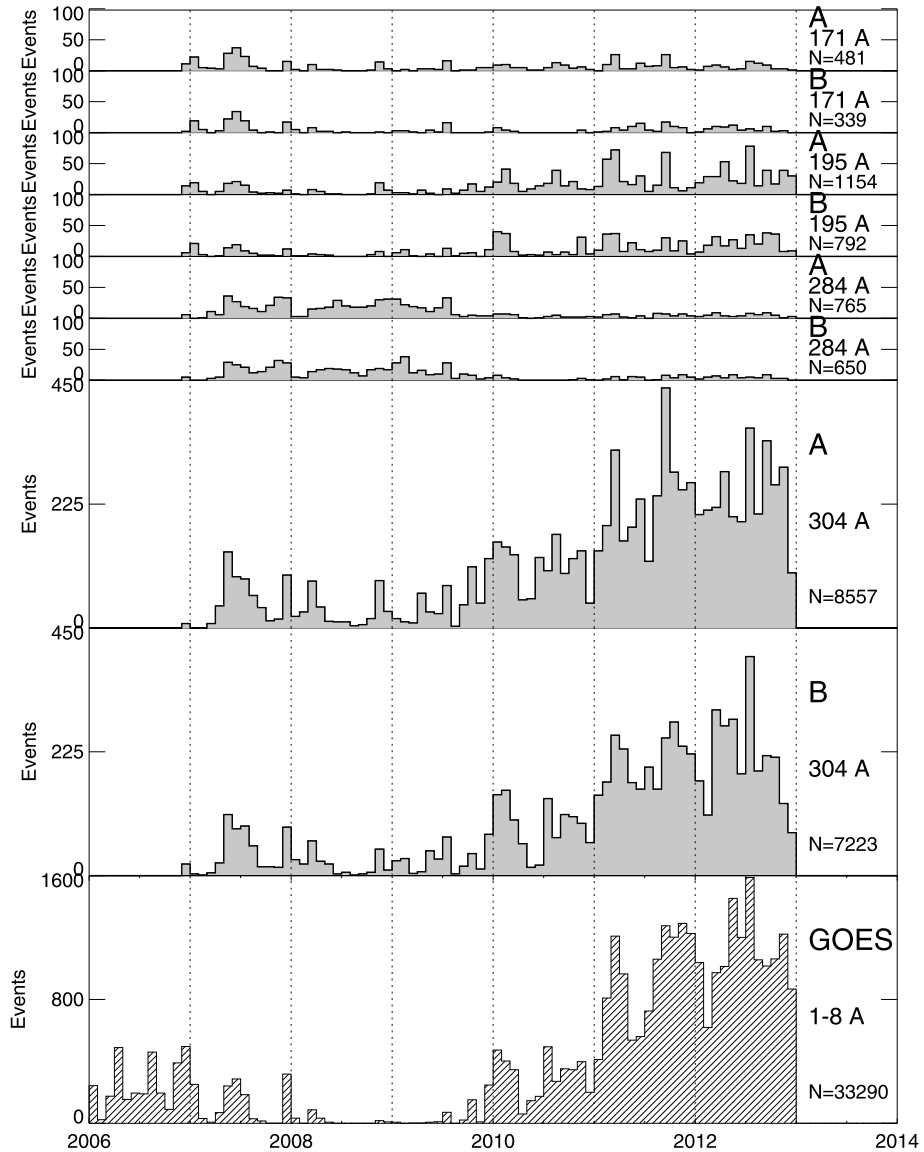 100 A
50 171 A
0 N=481
Events
100 B
50 171 A
0 N=339
Events
100 A
50 195 A
0 N=1154
Events
100 B
50 195 A
0 N=792
Events
100 A
50 284 A
0 N=765
Events
100 B
50 284 A
0 N=650
Events
450
A
225 304 A
N=8557
0
Events
450
B
225 304 A
N=7223
0
Events
1600
GOES
800 1-8 A
N=33290
0
Events
2006 2008 2010 2012 2014